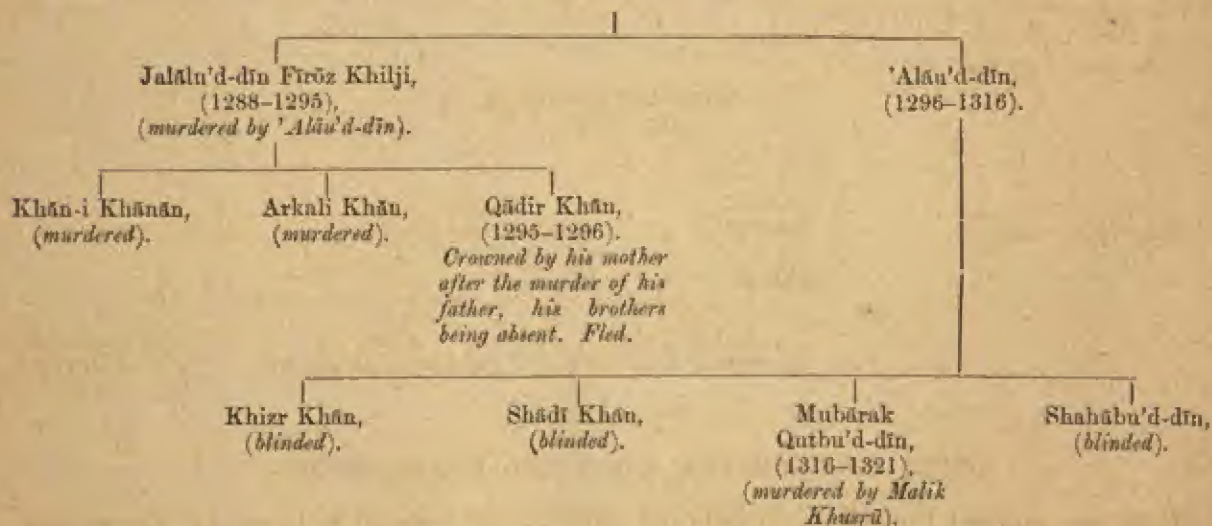 Jalālu'd-dīn Fīrōz Khilji,
(1288–1295),
(murdered by 'Alāu'd-dīn).
'Alāu'd-dīn,
(1296–1316).
Khān-i Khānān,
(murdered).
Arkali Khān,
(murdered).
Qādir Khān,
(1295–1296).
Crowned by his mother
after the murder of his
father, his brothers
being absent. Fled.
Khizr Khān,
(blinded).
Shādī Khān,
(blinded).
Mubārak
Qutbu'd-dīn,
(1316–1321),
(murdered by Malik
Khusrū).
Shahābu'd-dīn,
(blinded).